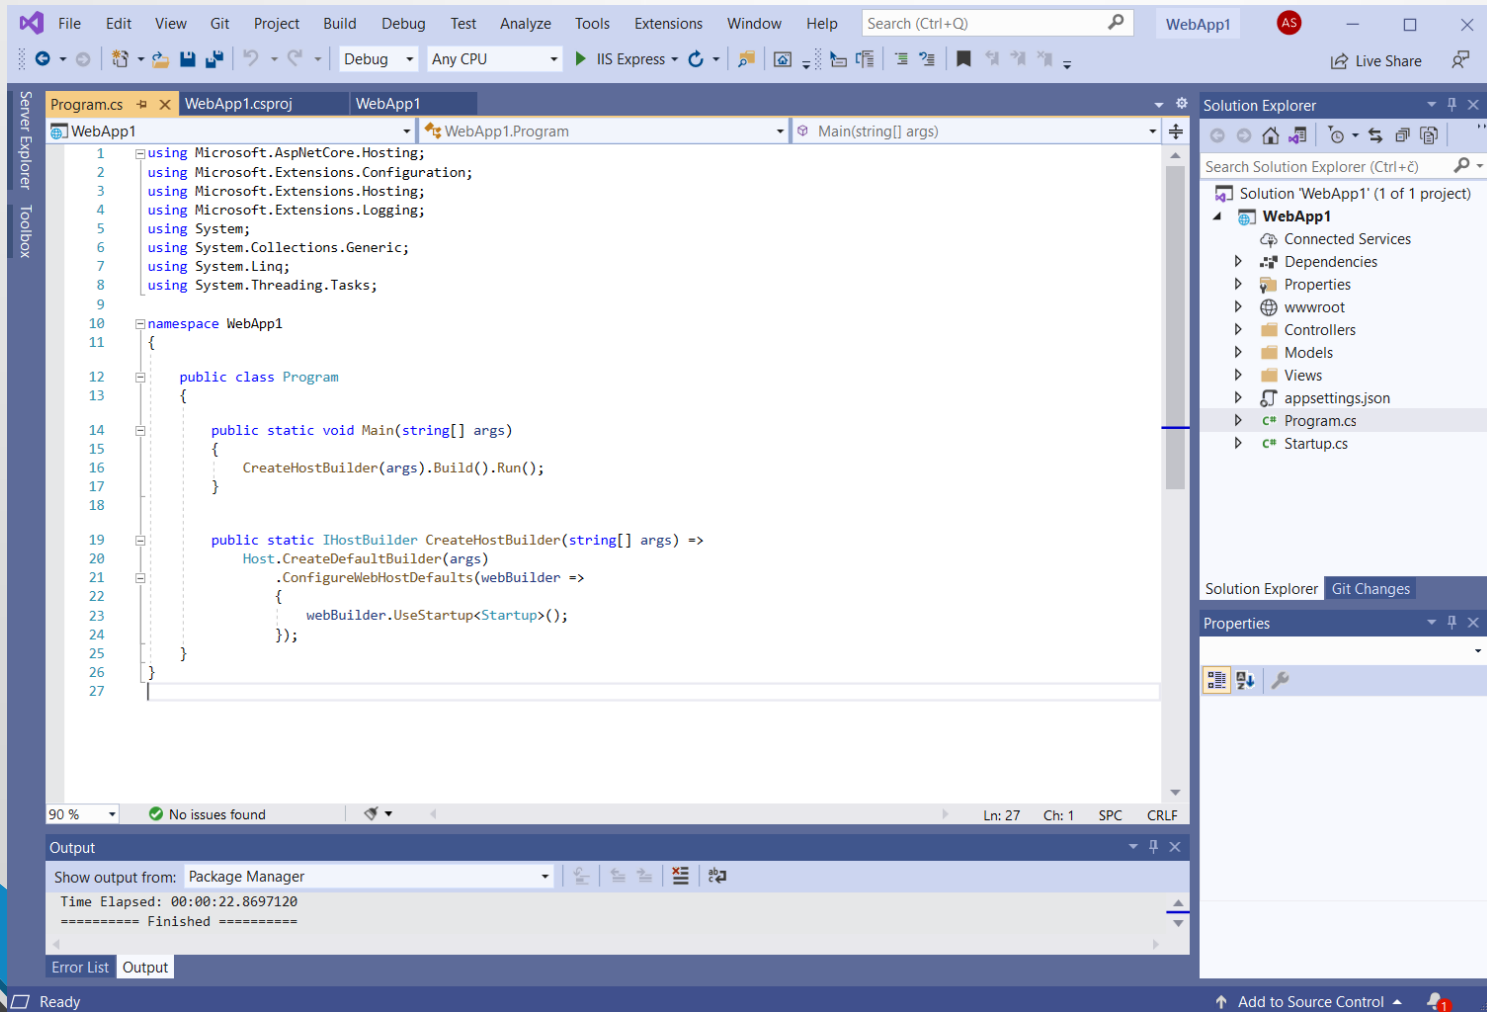 File Edit View Git Project Build Debug Test Analyze Tools Extensions Window Help Search (Ctrl+Q) WebApp1 AS
Debug Any CPU IIS Express Live Share
Server Explorer
Toolbox
Program.cs WebApp1.csproj WebApp1
WebApp1 WebApp1.Program Main(string[] args)
1 using Microsoft.AspNetCore.Hosting;
2 using Microsoft.Extensions.Configuration;
3 using Microsoft.Extensions.Hosting;
4 using Microsoft.Extensions.Logging;
5 using System;
6 using System.Collections.Generic;
7 using System.Linq;
8 using System.Threading.Tasks;
9
10 namespace WebApp1
11 {
12 public class Program
13 {
14 public static void Main(string[] args)
15 {
16 CreateHostBuilder(args).Build().Run();
17 }
18
19 public static IHostBuilder CreateHostBuilder(string[] args) =>
20 Host.CreateDefaultBuilder(args)
21 .ConfigureWebHostDefaults(webBuilder =>
22 {
23 webBuilder.UseStartup<Startup>();
24 });
25 }
26 }
27
90 % No issues found Ln: 27 Ch: 1 SPC CRLF
Output
Show output from: Package Manager
Time Elapsed: 00:00:22.8697120
========== Finished ==========
Error List Output
Solution Explorer
Search Solution Explorer (Ctrl+č)
Solution 'WebApp1' (1 of 1 project)
WebApp1
Connected Services
Dependencies
Properties
wwwroot
Controllers
Models
Views
appsettings.json
C# Program.cs
C# Startup.cs
Solution Explorer Git Changes
Properties
Ready Add to Source Control 1